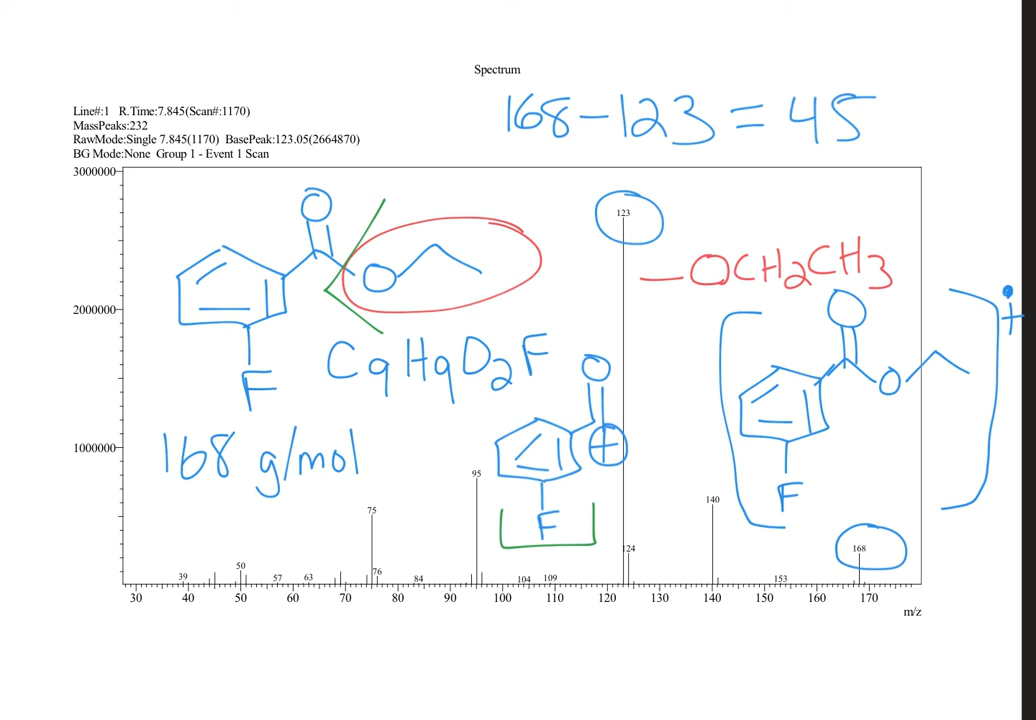 Spectrum
168 - 123 = 45
Line#:1 R.Time:7.845(Scan#:1170)
MassPeaks:232
RawMode:Single 7.845(1170) BasePeak:123.05(2664870)
BG Mode:None Group 1 - Event 1 Scan
3000000
O
123
O
-OCH2CH3
2000000
O
F
C9H9O2F
O
O
+
168 g/mol
1000000
+
95
F
F
140
75
168
124
50
76
39
57
63
84
104
109
153
30 40 50 60 70 80 90 100 110 120 130 140 150 160 170
m/z